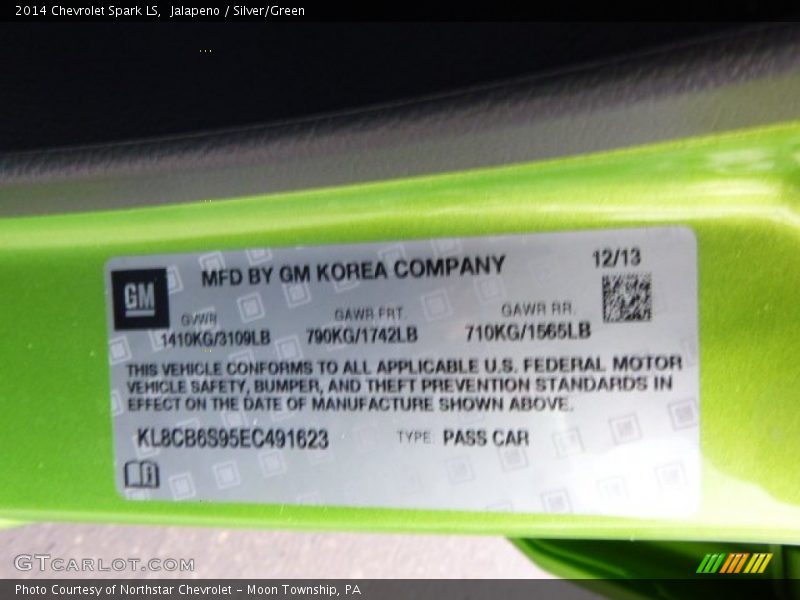 2014 Chevrolet Spark LS, Jalapeno / Silver/Green
MFD BY GM KOREA COMPANY
12/13
GM
GVWR
GAWR FRT.
GAWR RR.
1410KG/3109LB
790KG/1742LB
710KG/1565LB
THIS VEHICLE CONFORMS TO ALL APPLICABLE U.S. FEDERAL MOTOR
VEHICLE SAFETY, BUMPER, AND THEFT PREVENTION STANDARDS IN
EFFECT ON THE DATE OF MANUFACTURE SHOWN ABOVE.
KL8CB6S95EC491623
TYPE: PASS CAR
GTCARLOT.COM
Photo Courtesy of Northstar Chevrolet - Moon Township, PA